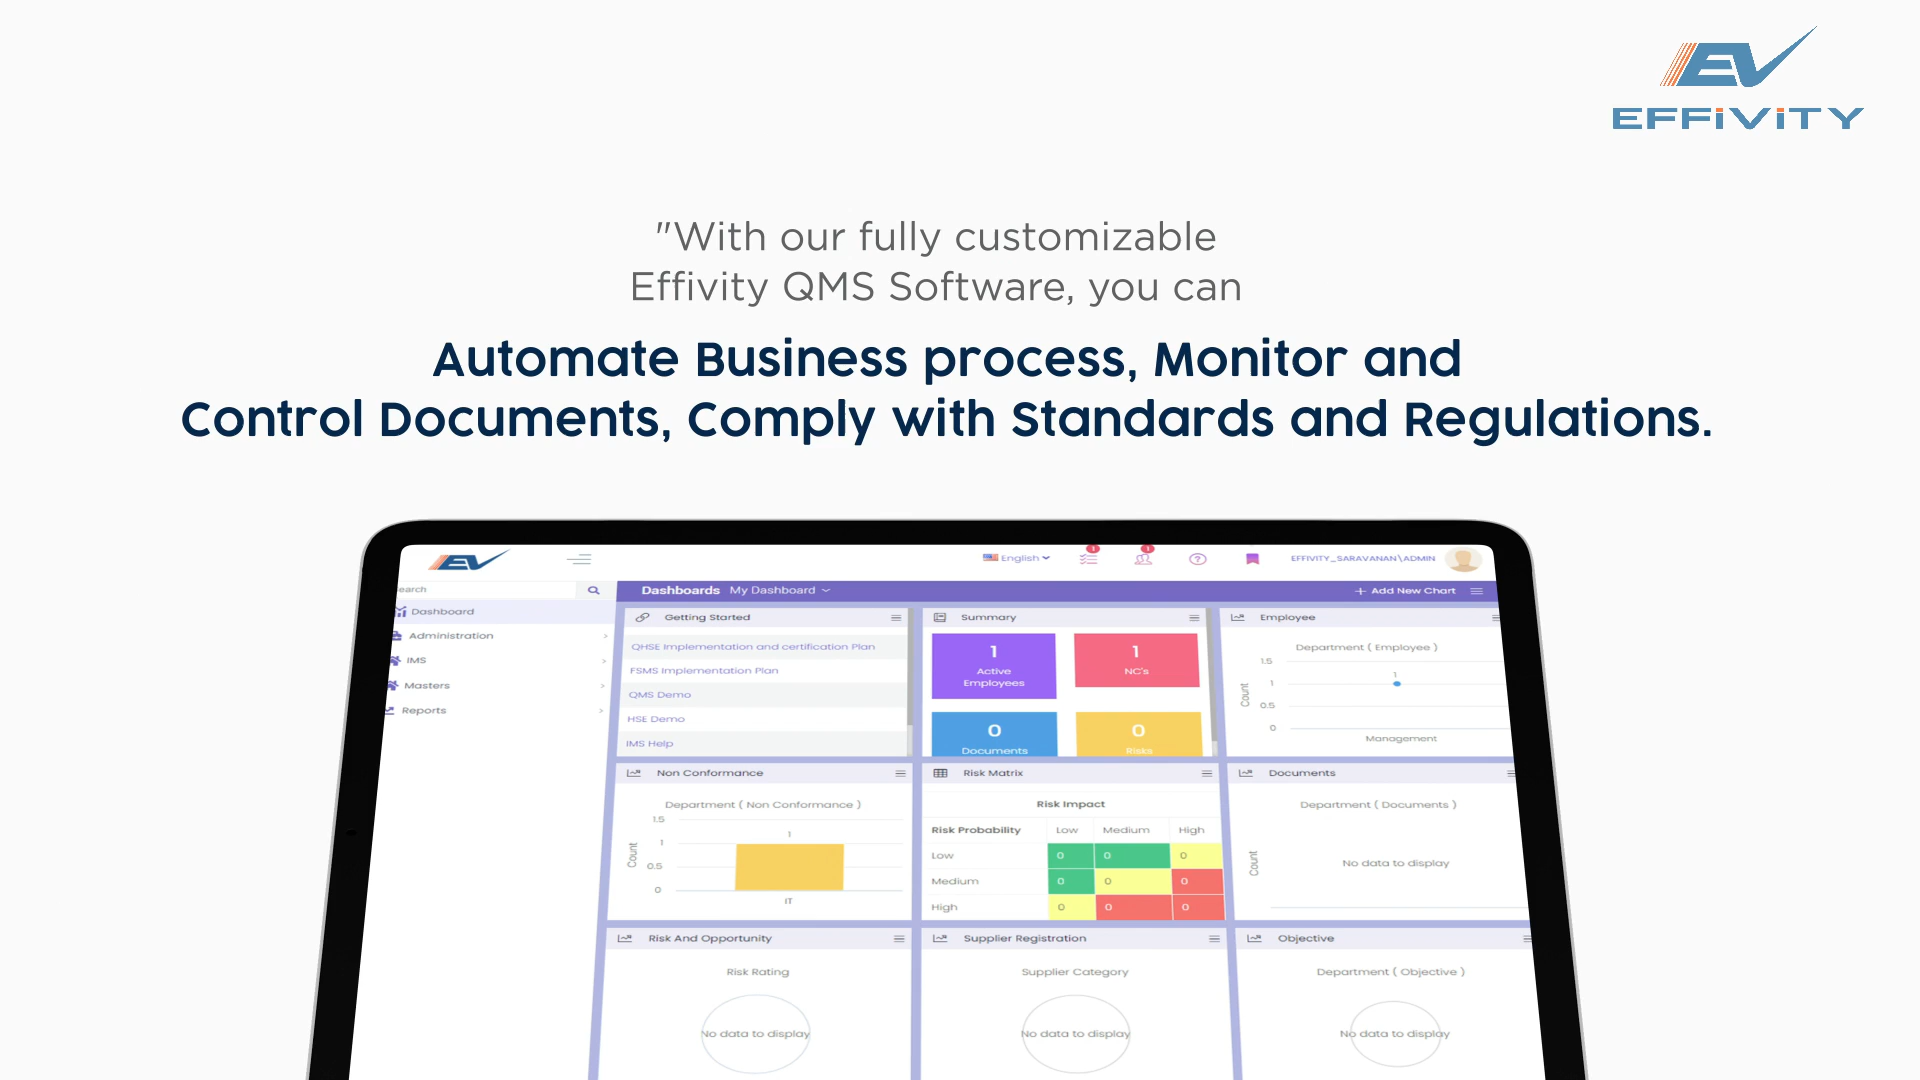 EV
EFFiViTY
"With our fully customizable
Effivity QMS Software, you can
Automate Business process, Monitor and
Control Documents, Comply with Standards and Regulations.
EV
English
1
1
?
EFFIVITY_SARAVANAN\ADMIN
earch
Dashboards My Dashboard
+ Add New Chart
Dashboard
Administration
IMS
Masters
Reports
Getting Started
QHSE Implementation and certification Plan
FSMS Implementation Plan
QMS Demo
HSE Demo
IMS Help
Summary
1
Active
Employees
1
NC's
0
Documents
0
Risks
Employee
Department ( Employee )
1.5
1
0.5
0
Count
1
Management
Non Conformance
Department ( Non Conformance )
1.5
1
0.5
0
Count
1
IT
Risk Matrix
Risk Impact
Risk Probability Low Medium High
Low 0 0 0
Medium 0 0 0
High 0 0 0
Documents
Department ( Documents )
Count
No data to display
Risk And Opportunity
Risk Rating
No data to display
Supplier Registration
Supplier Category
No data to display
Objective
Department ( Objective )
No data to display